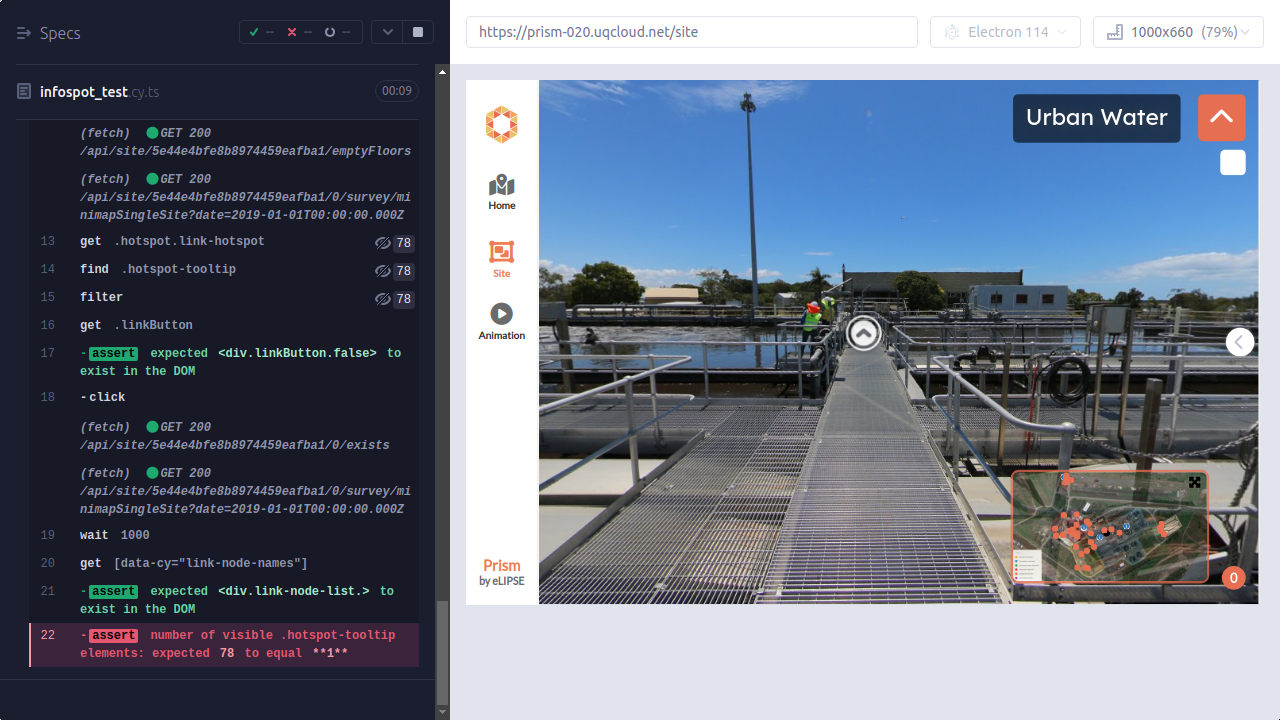 Specs
https://prism-020.uqcloud.net/site
Electron 114
1000x660 (79%)
infospot_test.cy.ts
00:09
(fetch) GET 200
/api/site/5e44e4bfe8b8974459eafba1/emptyFloors
(fetch) GET 200
/api/site/5e44e4bfe8b8974459eafba1/0/survey/mi
nimapSingleSite?date=2019-01-01T00:00:00.000Z
13 get .hotspot.link-hotspot 78
14 find .hotspot-tooltip 78
15 filter 78
16 get .linkButton
17 -assert expected <div.linkButton.false> to
exist in the DOM
18 -click
(fetch) GET 200
/api/site/5e44e4bfe8b8974459eafba1/0/exists
(fetch) GET 200
/api/site/5e44e4bfe8b8974459eafba1/0/survey/mi
nimapSingleSite?date=2019-01-01T00:00:00.000Z
19 wait 1000
20 get [data-cy="link-node-names"]
21 -assert expected <div.link-node-list.> to
exist in the DOM
22 -assert number of visible .hotspot-tooltip
elements: expected 78 to equal **1**
Home
Site
Animation
Prism
by eLIPSE
Urban Water
0